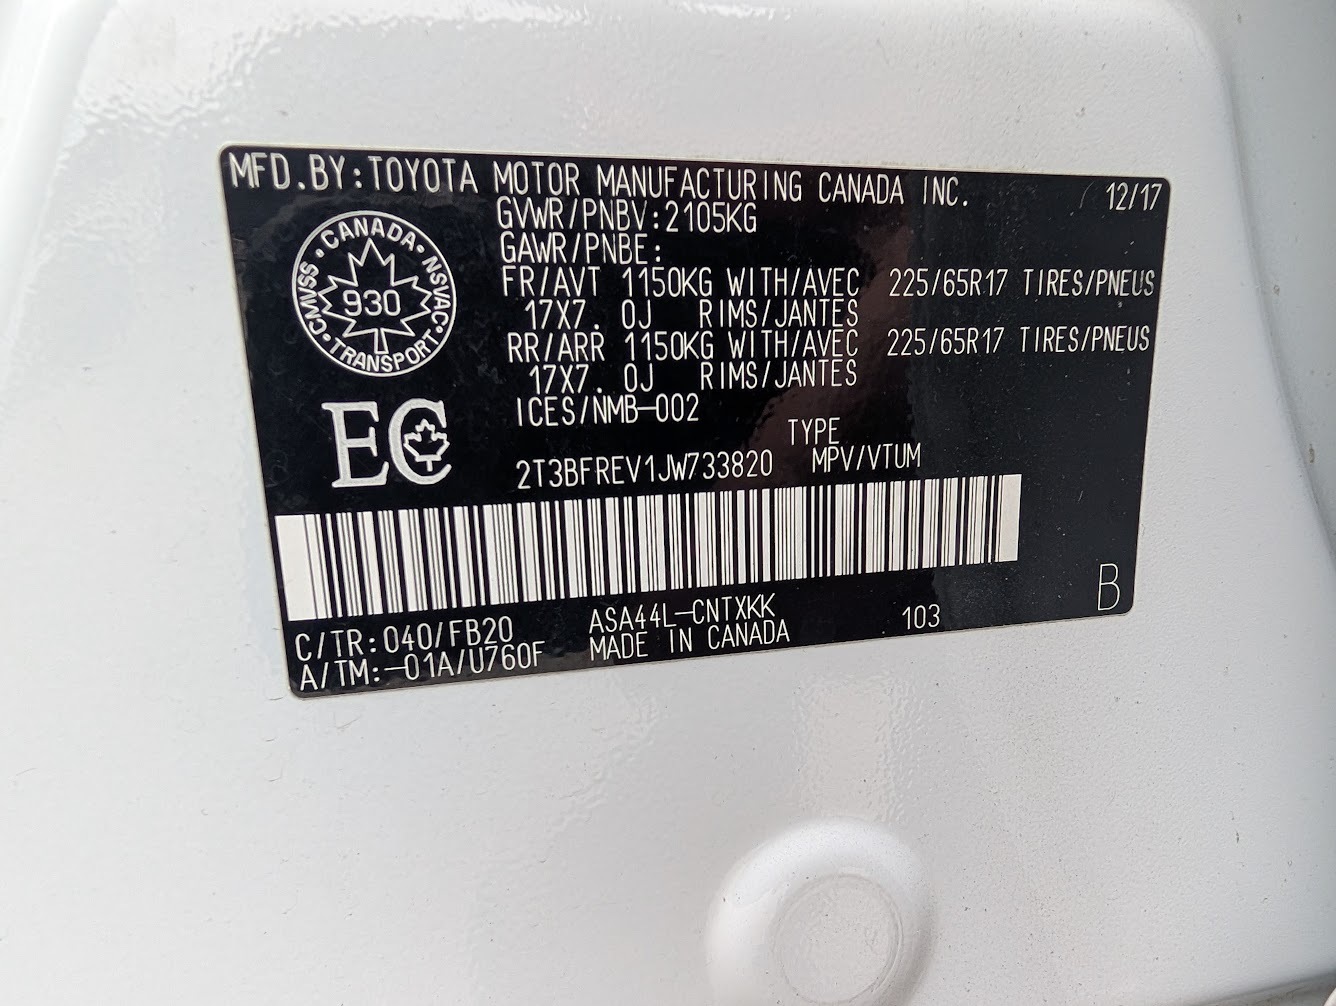 MFD.BY:TOYOTA MOTOR MANUFACTURING CANADA INC. 12/17
GVWR/PNBV:2105KG
GAWR/PNBE:
FR/AVT 1150KG WITH/AVEC 225/65R17 TIRES/PNEUS
17X7. 0J RIMS/JANTES
RR/ARR 1150KG WITH/AVEC 225/65R17 TIRES/PNEUS
17X7. 0J RIMS/JANTES
ICES/NMB-002
CANADA • NSVAC • TRANSPORT • CMVSS •
930
EC
TYPE
2T3BFREV1JW733820 MPV/VTUM
C/TR:040/FB20 ASA44L-CNTXKK 103 B
A/TM:-01A/U760F MADE IN CANADA